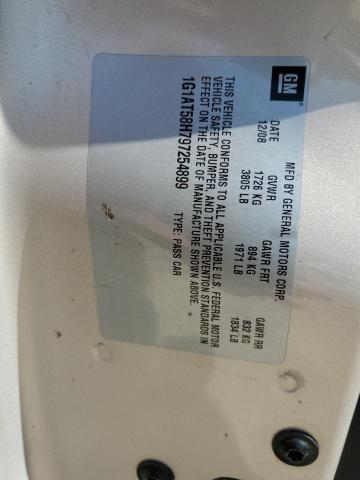 GM
MFD BY GENERAL MOTORS CORP.
DATE GVWR GAWR FRT GAWR RR
12/08 1726 KG 894 KG 832 KG
3805 LB 1971 LB 1834 LB
THIS VEHICLE CONFORMS TO ALL APPLICABLE U.S. FEDERAL MOTOR
VEHICLE SAFETY, BUMPER, AND THEFT PREVENTION STANDARDS IN
EFFECT ON THE DATE OF MANUFACTURE SHOWN ABOVE.
1G1AT58H797254899 TYPE: PASS CAR